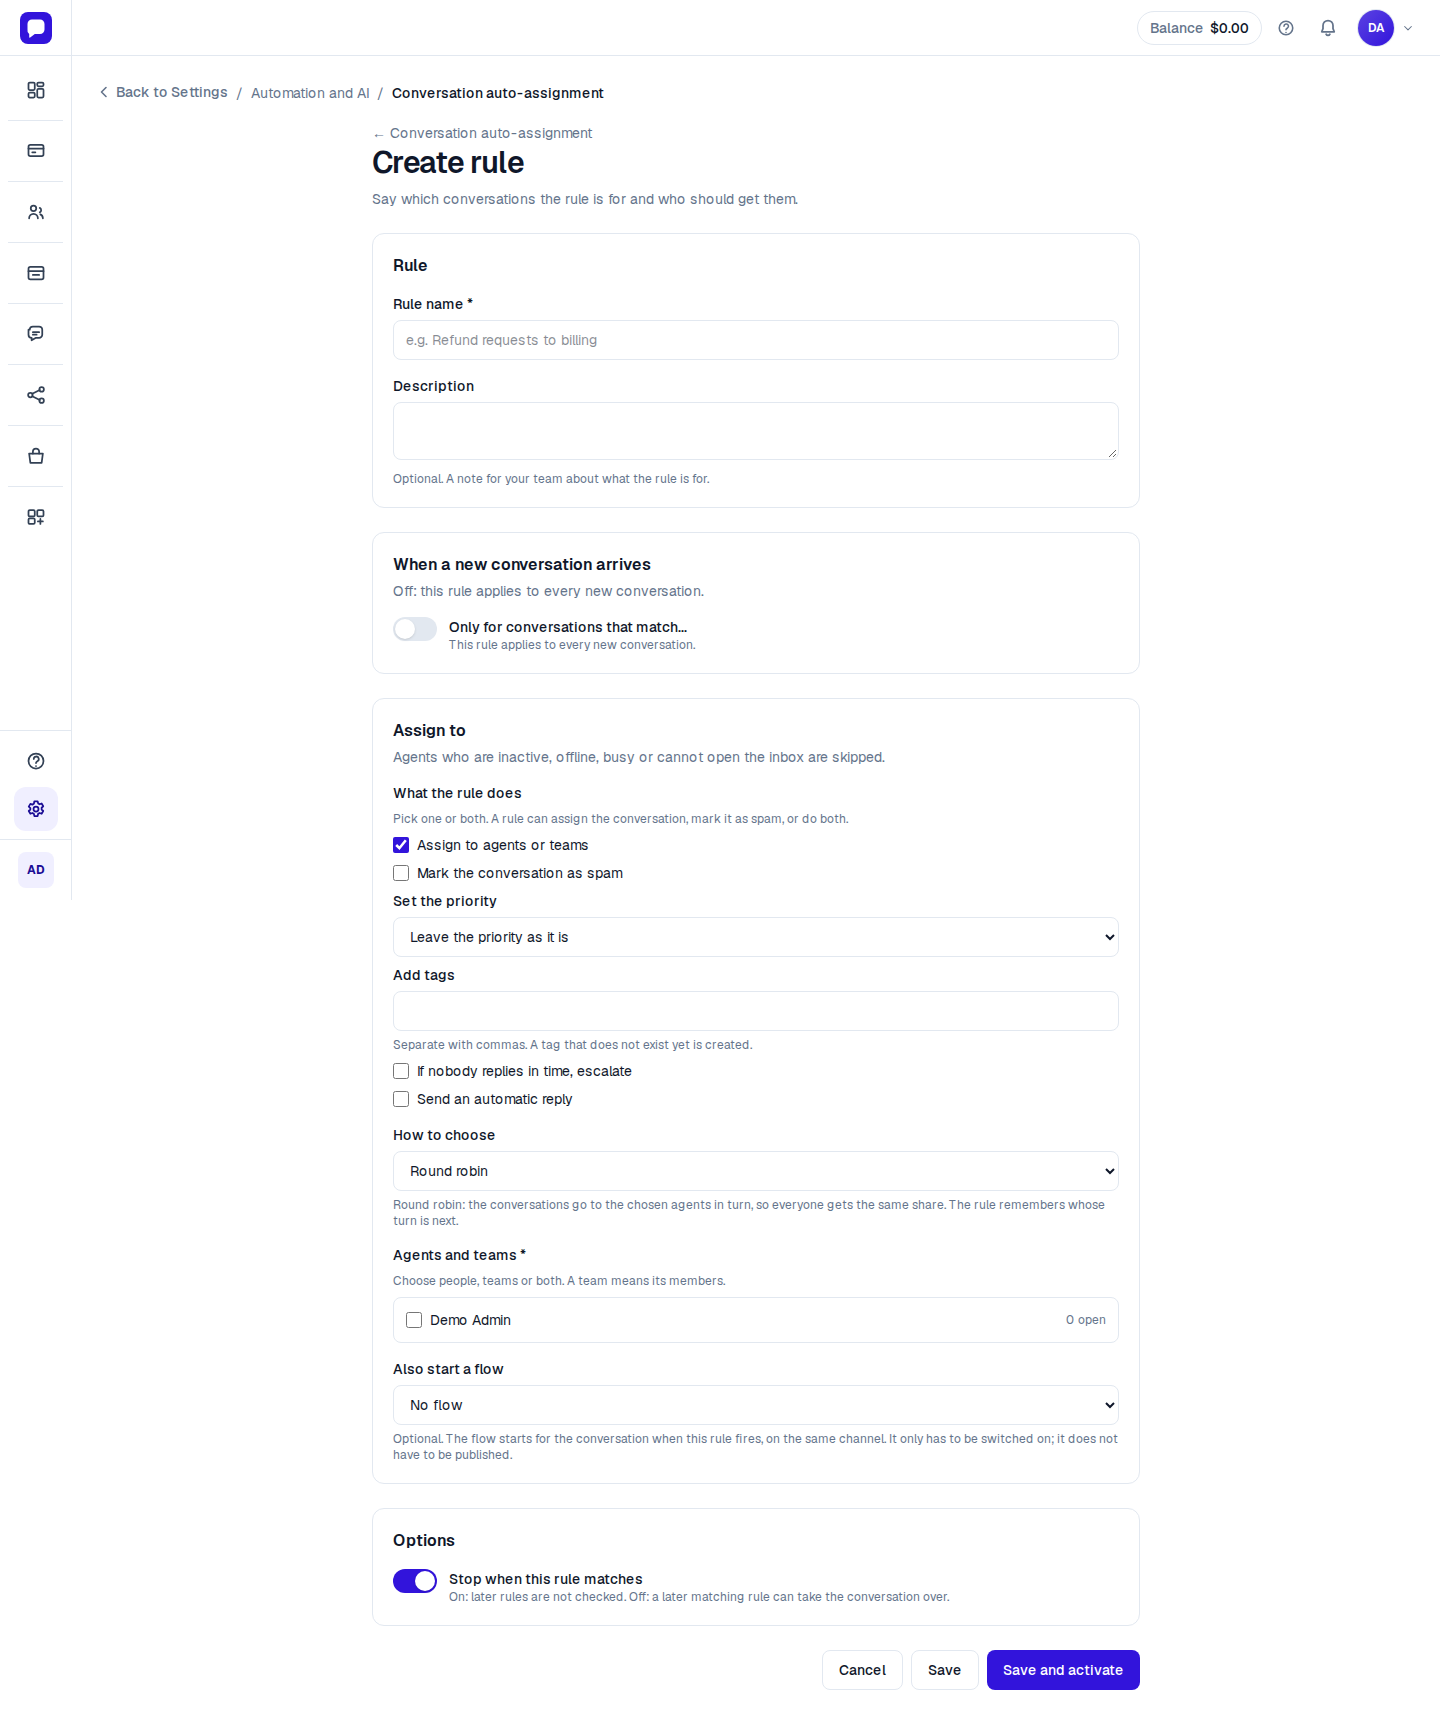 Balance $0.00
DA
Back to Settings / Automation and AI / Conversation auto-assignment
← Conversation auto-assignment
Create rule
Say which conversations the rule is for and who should get them.
Rule
Rule name *
e.g. Refund requests to billing
Description
Optional. A note for your team about what the rule is for.
When a new conversation arrives
Off: this rule applies to every new conversation.
Only for conversations that match...
This rule applies to every new conversation.
Assign to
Agents who are inactive, offline, busy or cannot open the inbox are skipped.
What the rule does
Pick one or both. A rule can assign the conversation, mark it as spam, or do both.
Assign to agents or teams
Mark the conversation as spam
AD
Set the priority
Leave the priority as it is
Add tags
Separate with commas. A tag that does not exist yet is created.
If nobody replies in time, escalate
Send an automatic reply
How to choose
Round robin
Round robin: the conversations go to the chosen agents in turn, so everyone gets the same share. The rule remembers whose
turn is next.
Agents and teams *
Choose people, teams or both. A team means its members.
Demo Admin 0 open
Also start a flow
No flow
Optional. The flow starts for the conversation when this rule fires, on the same channel. It only has to be switched on; it does not
have to be published.
Options
Stop when this rule matches
On: later rules are not checked. Off: a later matching rule can take the conversation over.
Cancel Save Save and activate